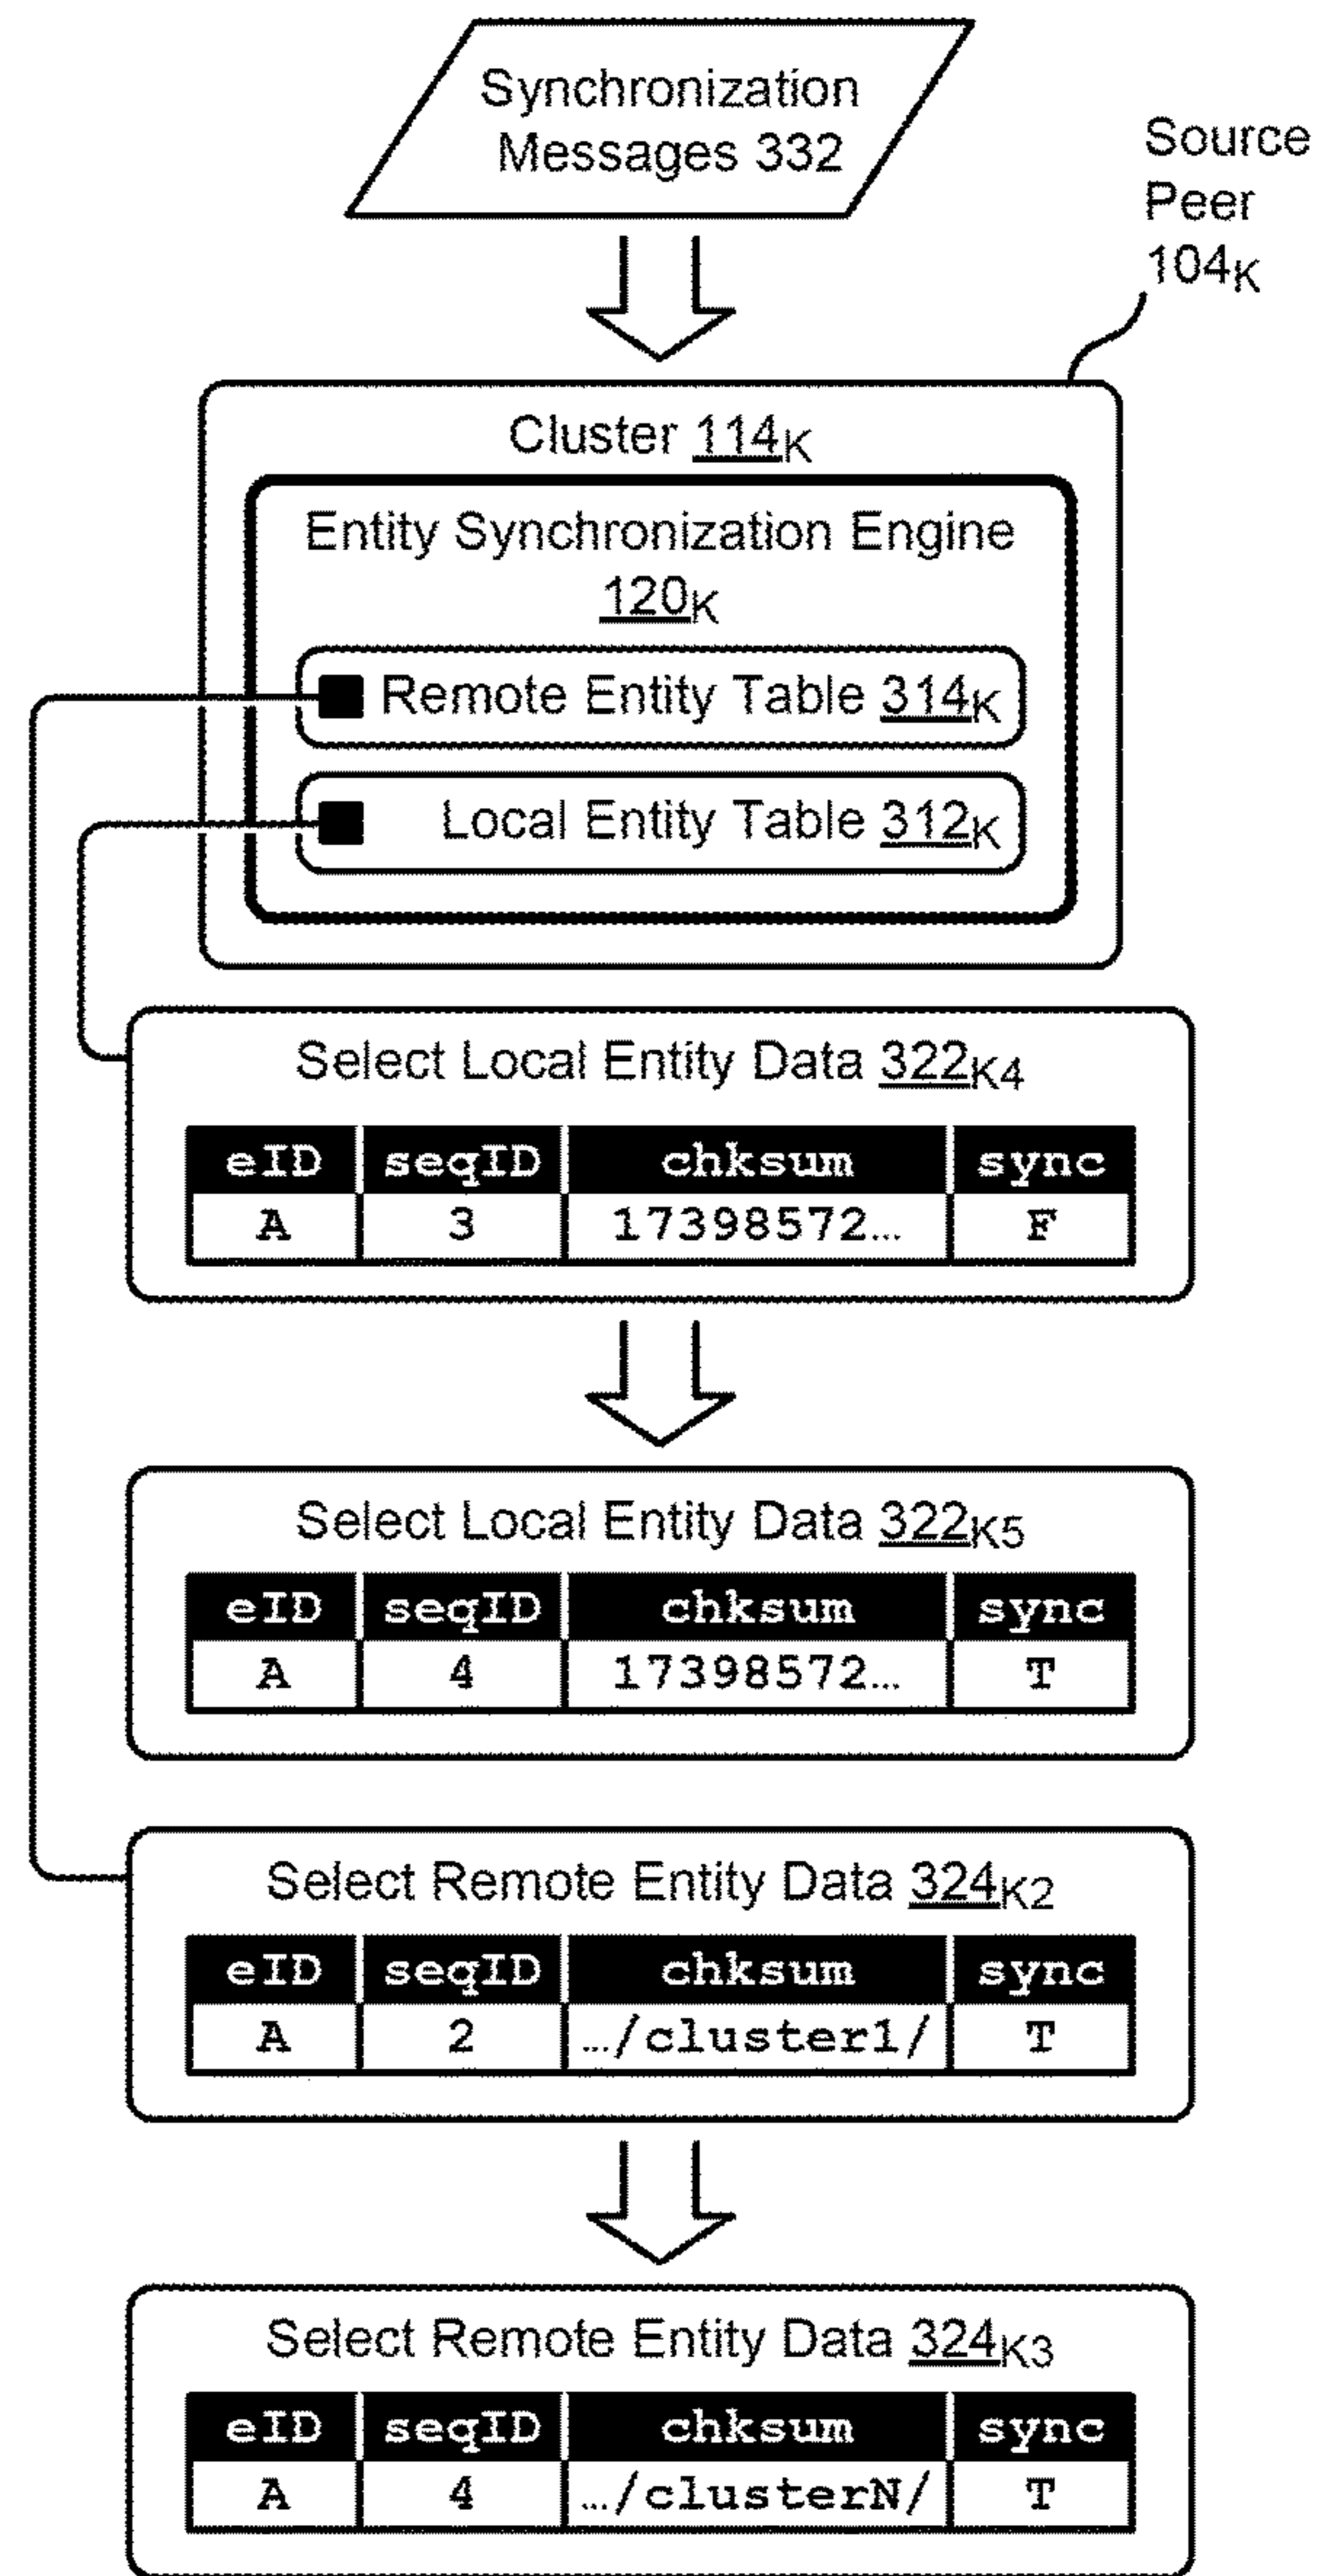 Synchronization
Messages 332
Source
Peer
104K
Cluster 114K
Entity Synchronization Engine
120K
Remote Entity Table 314K
Local Entity Table 312K
Select Local Entity Data 322K4
eID seqID chksum sync
A 3 17398572… F
Select Local Entity Data 322K5
eID seqID chksum sync
A 4 17398572… T
Select Remote Entity Data 324K2
eID seqID chksum sync
A 2 …/cluster1/ T
Select Remote Entity Data 324K3
eID seqID chksum sync
A 4 …/clusterN/ T